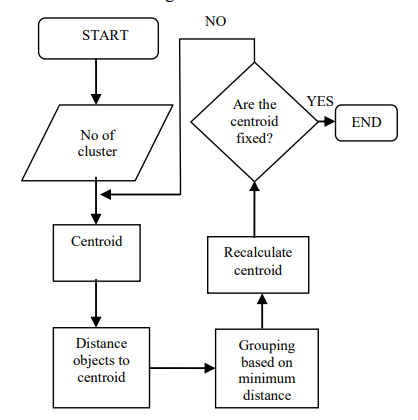 START
No of
cluster
Centroid
Distance
objects to
centroid
Grouping
based on
minimum
distance
Recalculate
centroid
Are the
centroid
fixed?
NO
YES
END